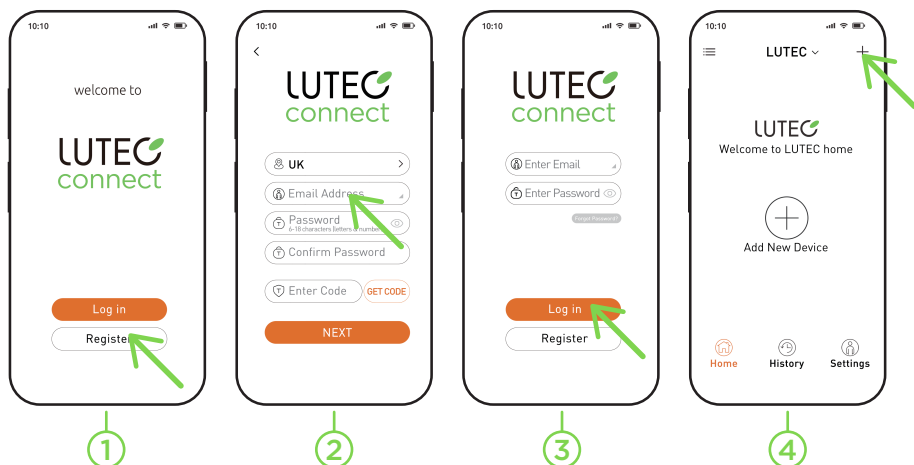 10:10
welcome to
LUTEC
connect
Log in
Register
1
10:10
LUTEC
connect
UK
Email Address
Password
6-18 characters (letters & numbers)
Confirm Password
Enter Code
GET CODE
NEXT
2
10:10
LUTEC
connect
Enter Email
Enter Password
Forgot Password?
Log in
Register
3
10:10
LUTEC
LUTEC
Welcome to LUTEC home
Add New Device
Home
History
Settings
4